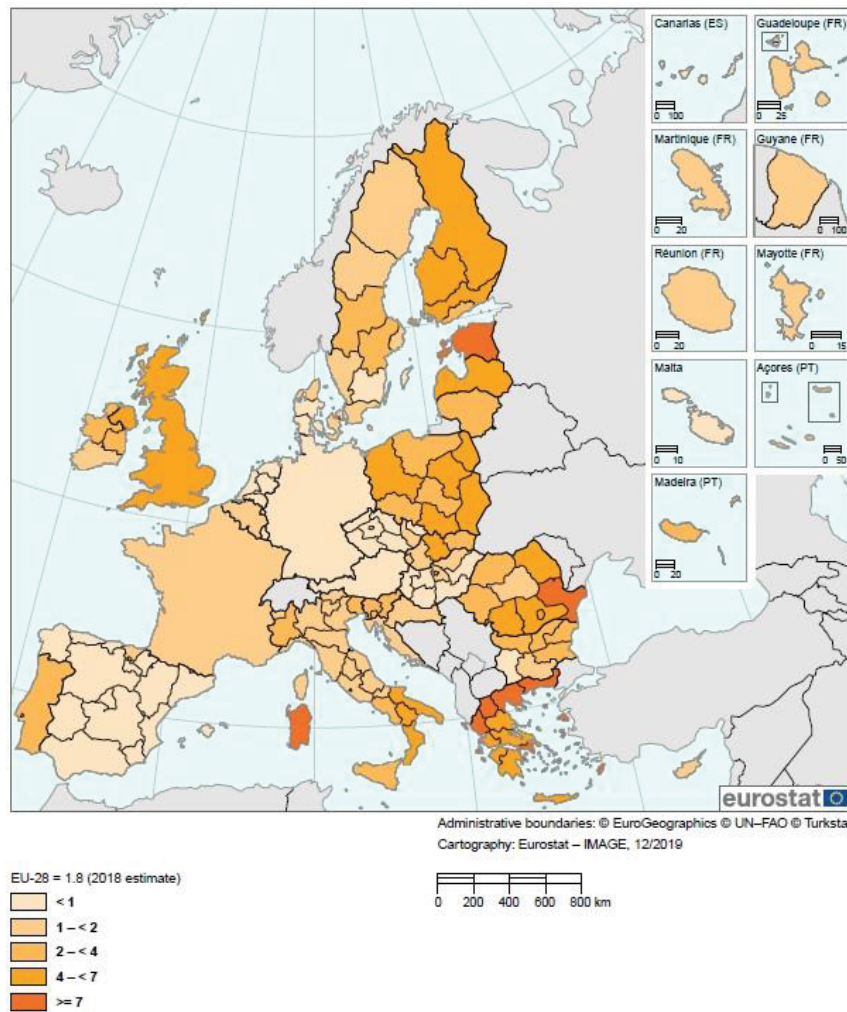 Canarias (ES)
0 100
Guadeloupe (FR)
0 25
Martinique (FR)
0 20
Guyane (FR)
0 100
Réunion (FR)
0 20
Mayotte (FR)
0 15
Malta
0 10
Açores (PT)
0 50
Madeira (PT)
0 20
eurostat
Administrative boundaries: © EuroGeographics © UN–FAO © Turksta
Cartography: Eurostat – IMAGE, 12/2019
EU-28 = 1.8 (2018 estimate)
< 1
1 – < 2
2 – < 4
4 – < 7
>= 7
0 200 400 600 800 km